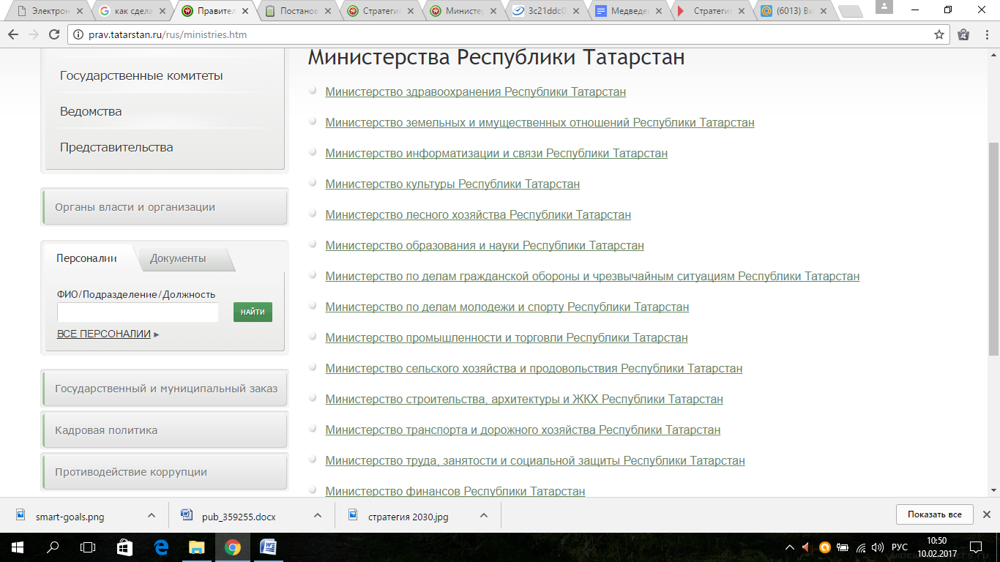 Электрон
как сдела
Правител
Постанов
Стратеги
Министер
3c21ddc0
Медведев
Стратегия
(6013) Вх
prav.tatarstan.ru/rus/ministries.htm
Государственные комитеты
Ведомства
Представительства
Органы власти и организации
Персоналии
Документы
ФИО/Подразделение/Должность
НАЙТИ
ВСЕ ПЕРСОНАЛИИ ▸
Государственный и муниципальный заказ
Кадровая политика
Противодействие коррупции
Министерства Республики Татарстан
Министерство здравоохранения Республики Татарстан
Министерство земельных и имущественных отношений Республики Татарстан
Министерство информатизации и связи Республики Татарстан
Министерство культуры Республики Татарстан
Министерство лесного хозяйства Республики Татарстан
Министерство образования и науки Республики Татарстан
Министерство по делам гражданской обороны и чрезвычайным ситуациям Республики Татарстан
Министерство по делам молодежи и спорту Республики Татарстан
Министерство промышленности и торговли Республики Татарстан
Министерство сельского хозяйства и продовольствия Республики Татарстан
Министерство строительства, архитектуры и ЖКХ Республики Татарстан
Министерство транспорта и дорожного хозяйства Республики Татарстан
Министерство труда, занятости и социальной защиты Республики Татарстан
Министерство финансов Республики Татарстан
smart-goals.png
pub_359255.docx
стратегия 2030.jpg
Показать все
РУС
10:50
10.02.2017